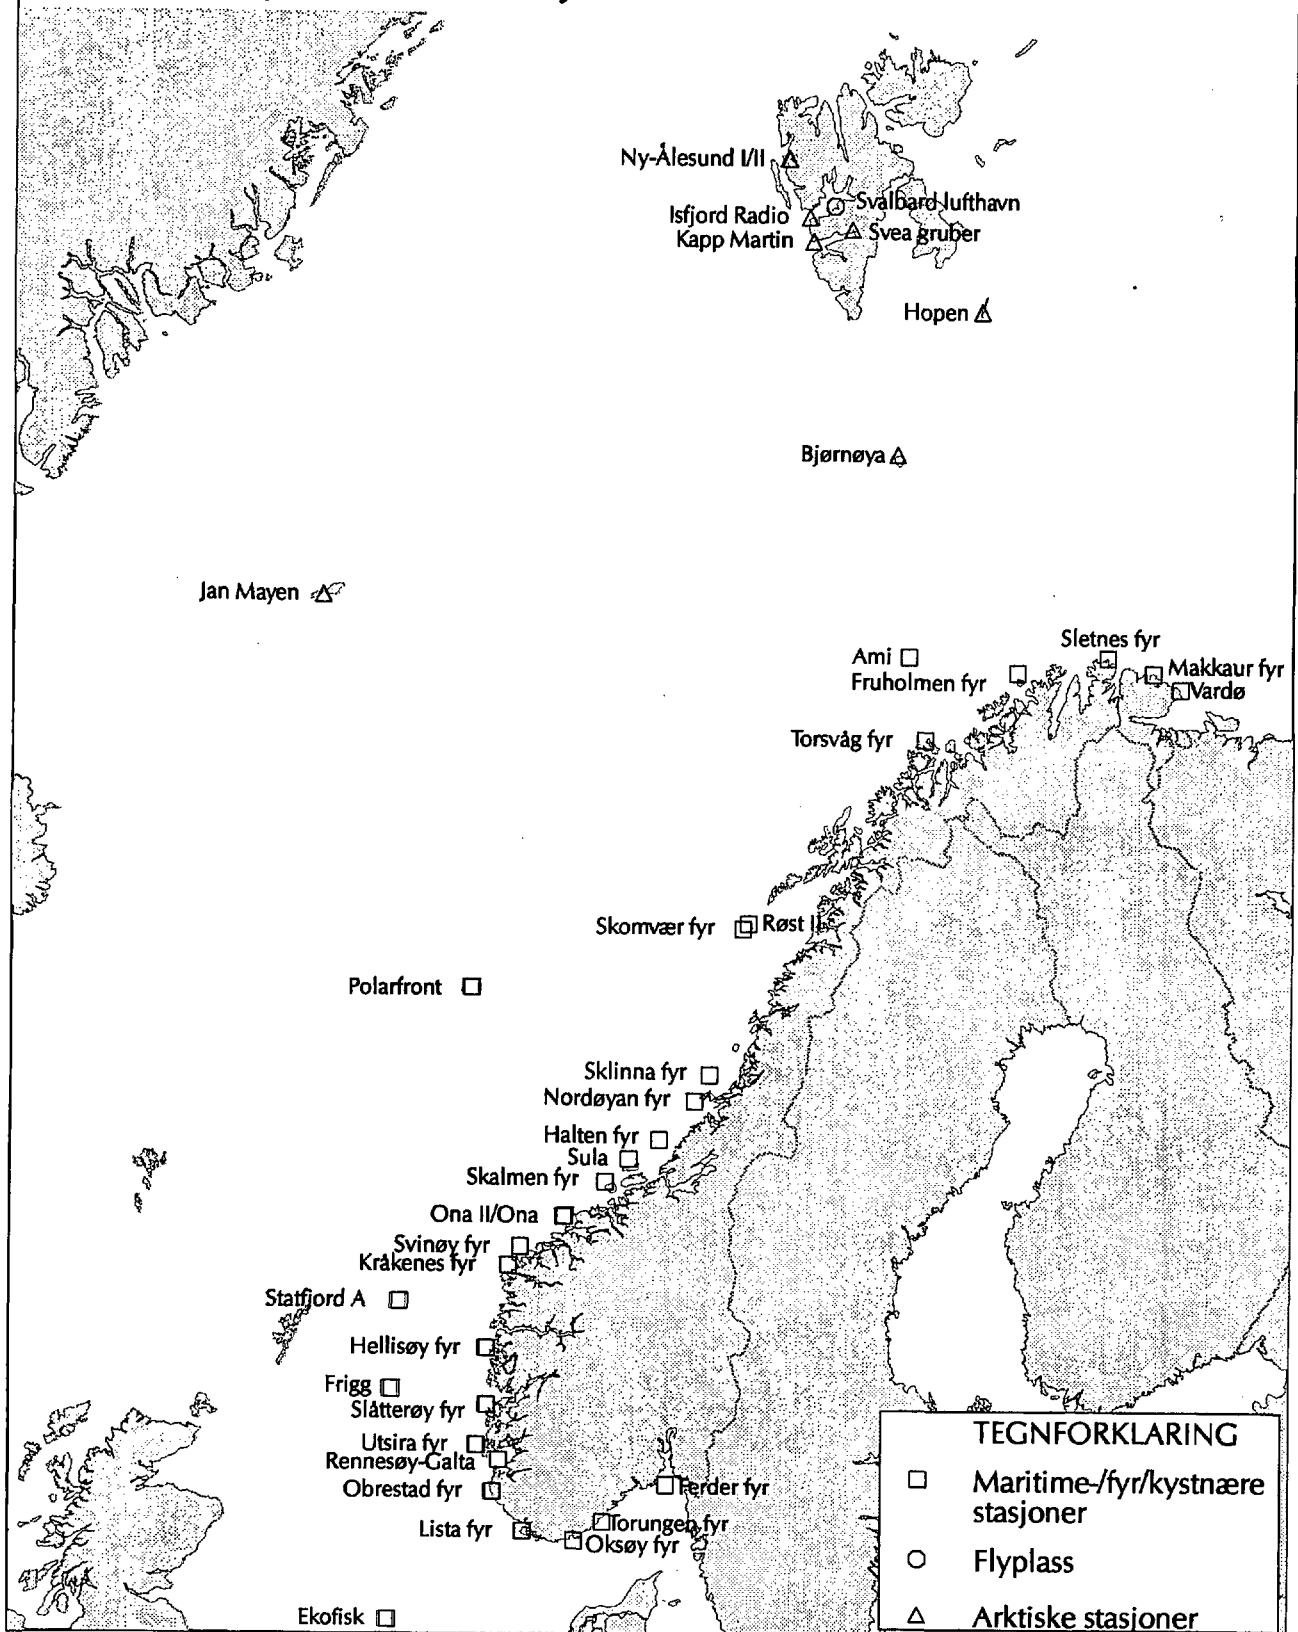 Ny-Ålesund I/II
Svalbard lufthavn
Isfjord Radio
Svea gruber
Kapp Martin
Hopen
Bjørnøya
Jan Mayen
Sletnes fyr
Ami
Makkaur fyr
Fruholmen fyr
Vardø
Torsvåg fyr
Skomvær fyr
Røst II
Polarfront
Sklinna fyr
Nordøyan fyr
Halten fyr
Sula
Skalmen fyr
Ona II/Ona
Svinøy fyr
Kråkenes fyr
Statfjord A
Hellisøy fyr
Frigg
Slåtterøy fyr
Utsira fyr
Rennesøy-Galta
Obrestad fyr
Ferder fyr
Lista fyr
Torungen fyr
Oksøy fyr
Ekofisk
TEGNFORKLARING
Maritime-/fyr/kystnære
stasjoner
Flyplass
Arktiske stasjoner